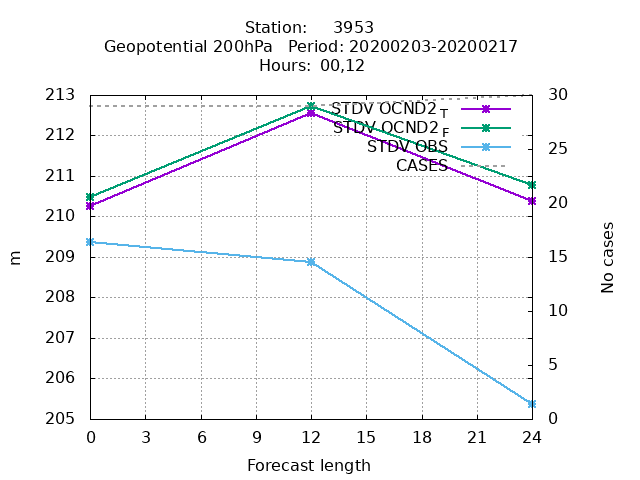 Station: 3953
Geopotential 200hPa Period: 20200203-20200217
Hours: 00,12
213
212
211
210
209
208
207
206
205
30
25
20
15
10
5
0
STDV OCND2 T
STDV OCND2 F
STDV OBS
CASES
m
No cases
0 3 6 9 12 15 18 21 24
Forecast length